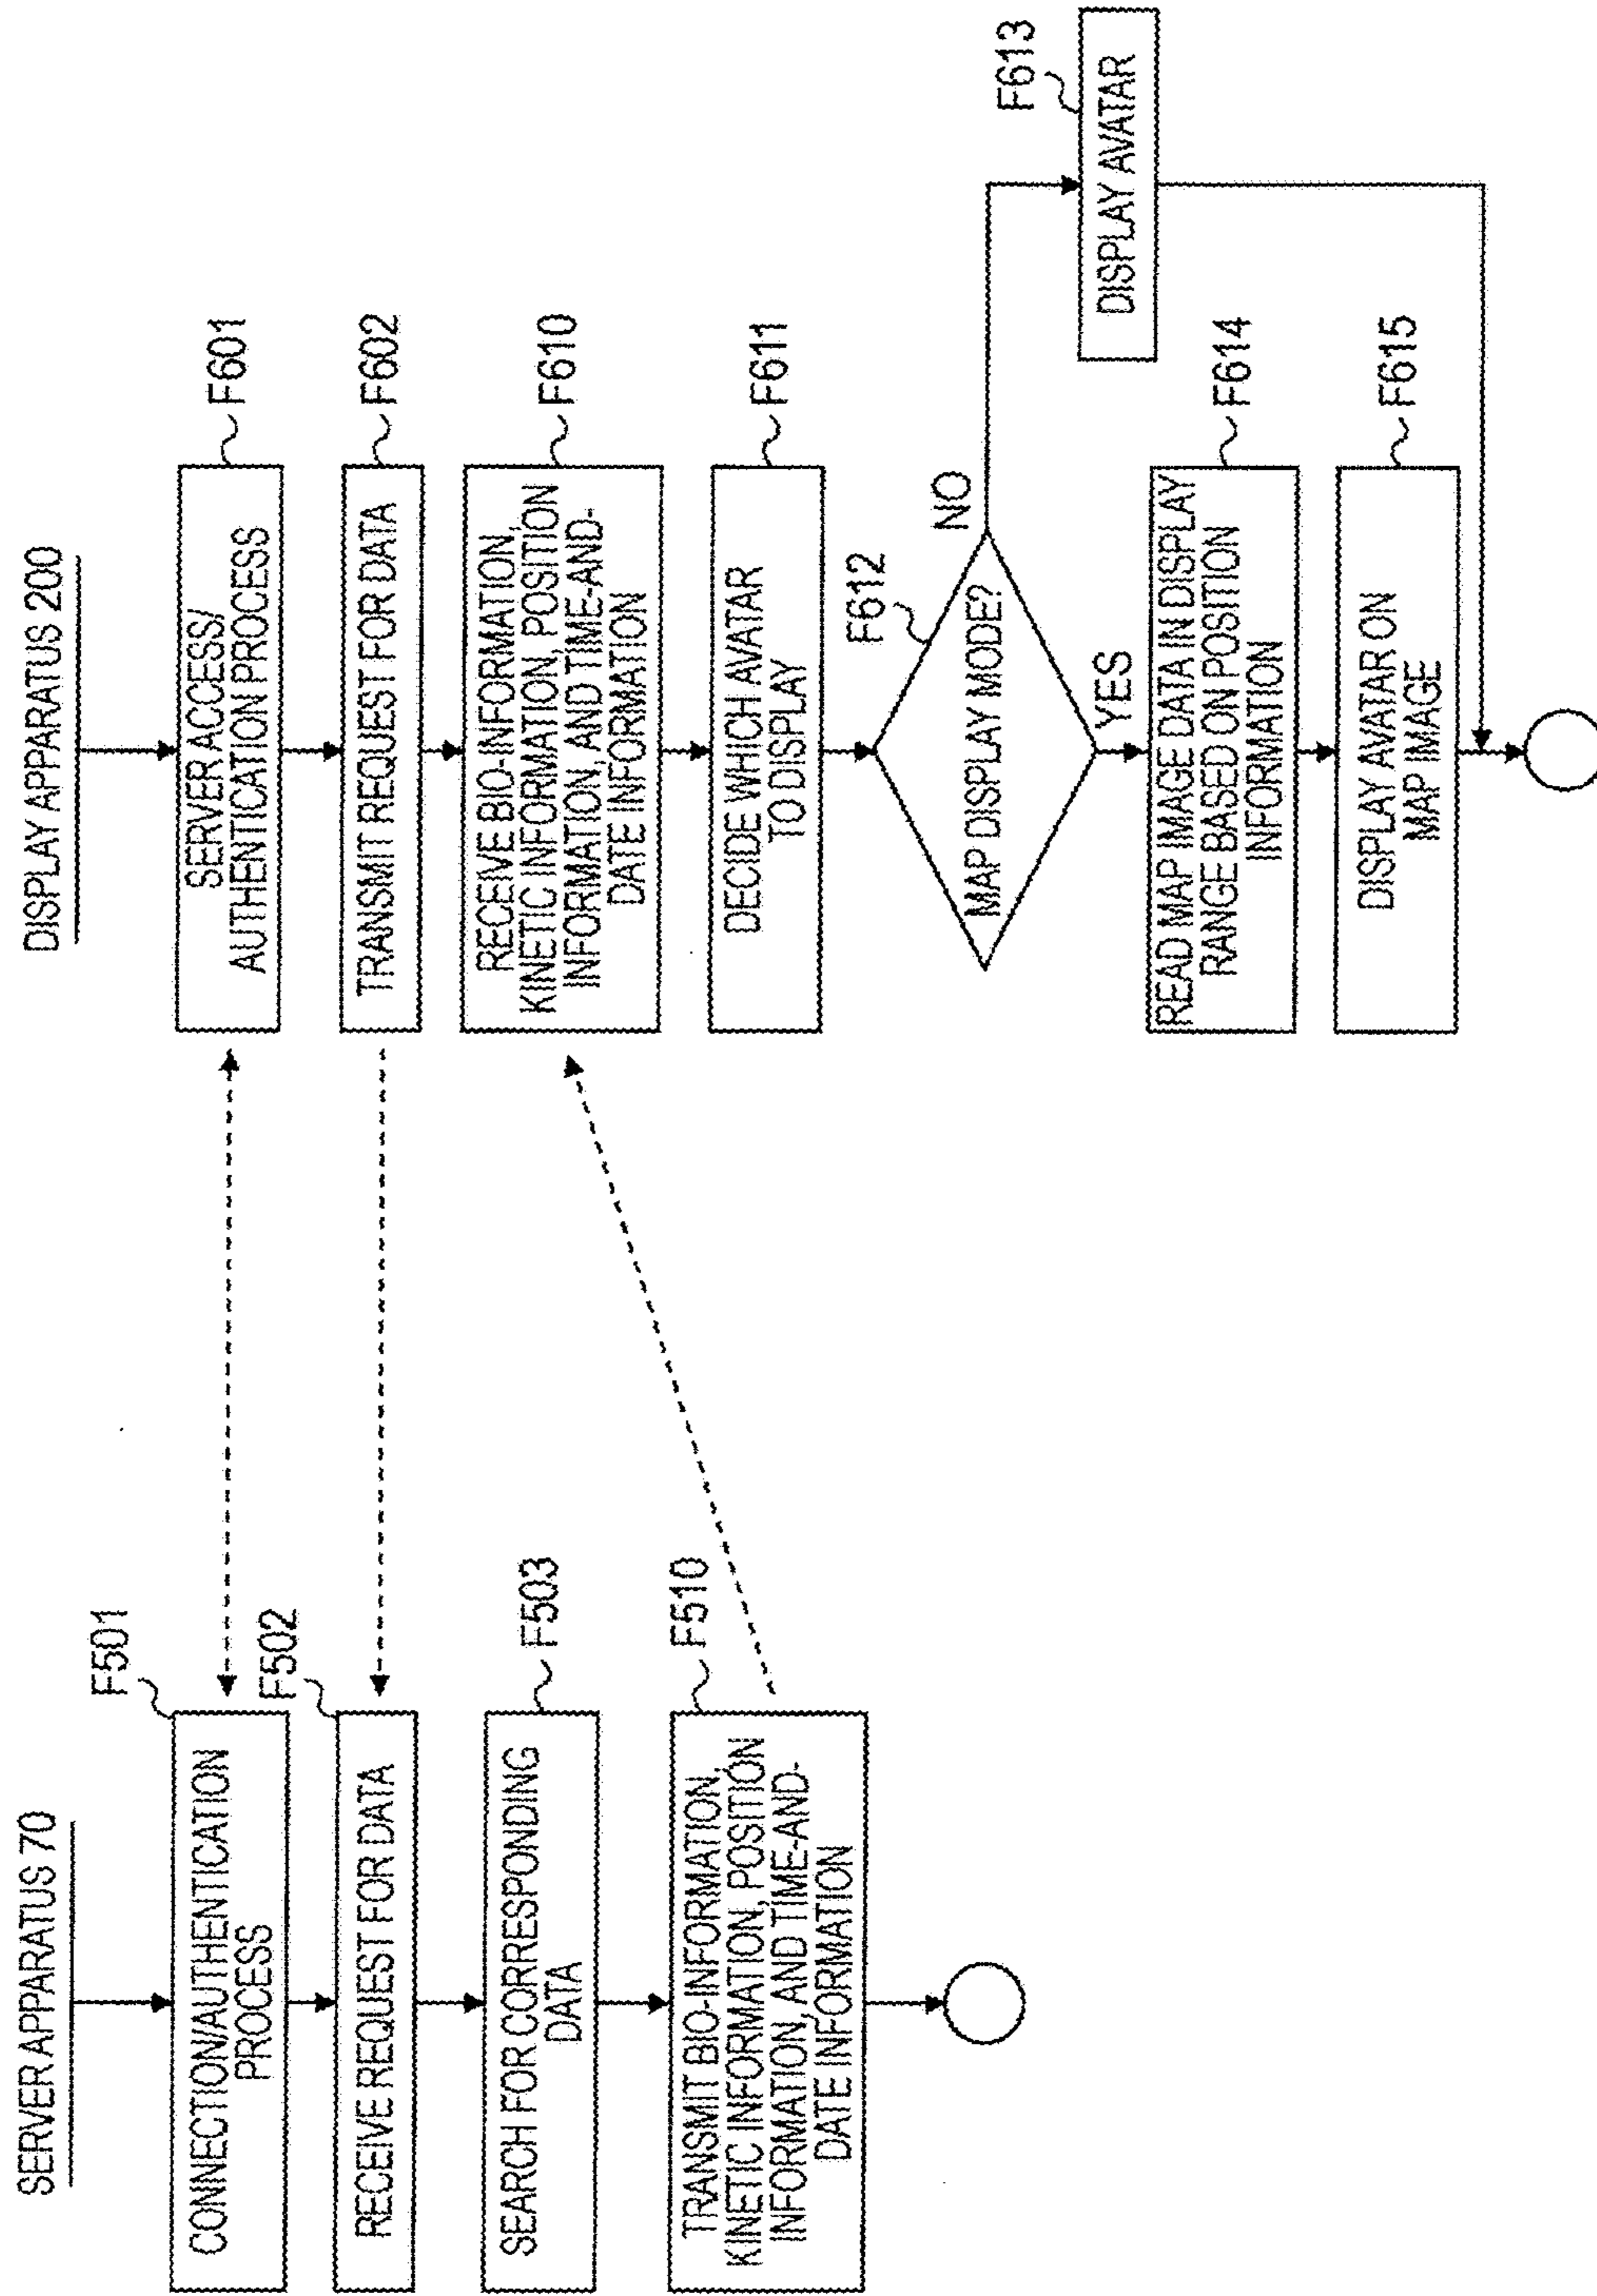 SERVER APPARATUS 70
F501
CONNECTION/AUTHENTICATION
PROCESS
F502
RECEIVE REQUEST FOR DATA
F503
SEARCH FOR CORRESPONDING
DATA
F510
TRANSMIT BIO-INFORMATION,
KINETIC INFORMATION, POSITION
INFORMATION, AND TIME-AND-
DATE INFORMATION
DISPLAY APPARATUS 200
F601
SERVER ACCESS/
AUTHENTICATION PROCESS
F602
TRANSMIT REQUEST FOR DATA
F610
RECEIVE BIO-INFORMATION,
KINETIC INFORMATION, POSITION
INFORMATION, AND TIME-AND-
DATE INFORMATION
F611
DECIDE WHICH AVATAR
TO DISPLAY
F612
MAP DISPLAY MODE?
NO
YES
F613
DISPLAY AVATAR
F614
READ MAP IMAGE DATA IN DISPLAY
RANGE BASED ON POSITION
INFORMATION
F615
DISPLAY AVATAR ON
MAP IMAGE